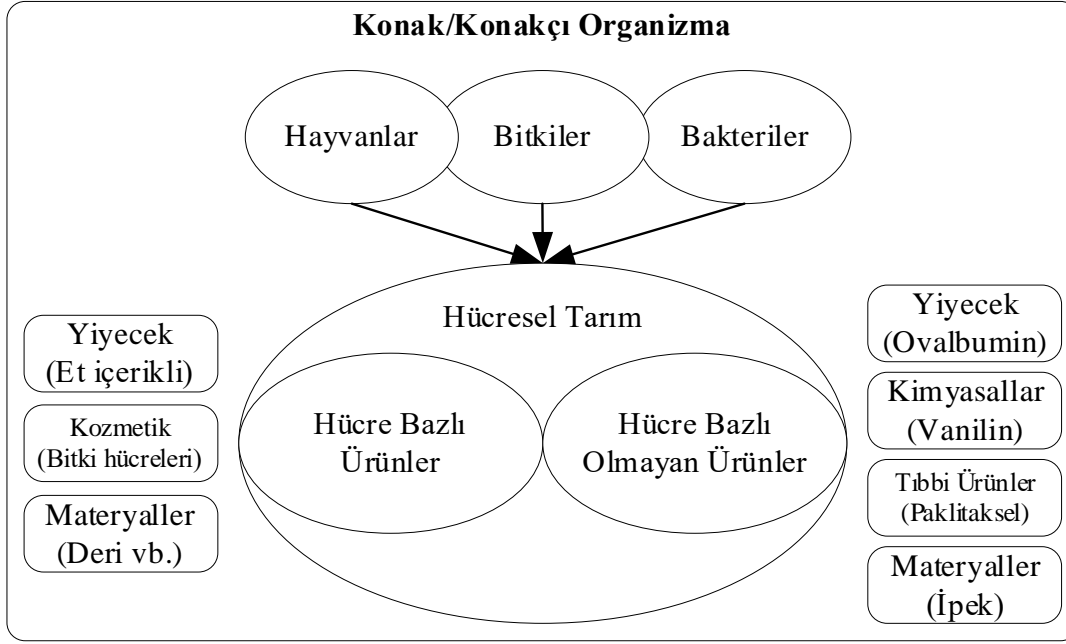 Konak/Konakçı Organizma
Hayvanlar
Bitkiler
Bakteriler
Hücresel Tarım
Yiyecek
(Et içerikli)
Kozmetik
(Bitki hücreleri)
Materyaller
(Deri vb.)
Hücre Bazlı
Ürünler
Hücre Bazlı
Olmayan Ürünler
Yiyecek
(Ovalbumin)
Kimyasallar
(Vanilin)
Tıbbi Ürünler
(Paklitaksel)
Materyaller
(İpek)